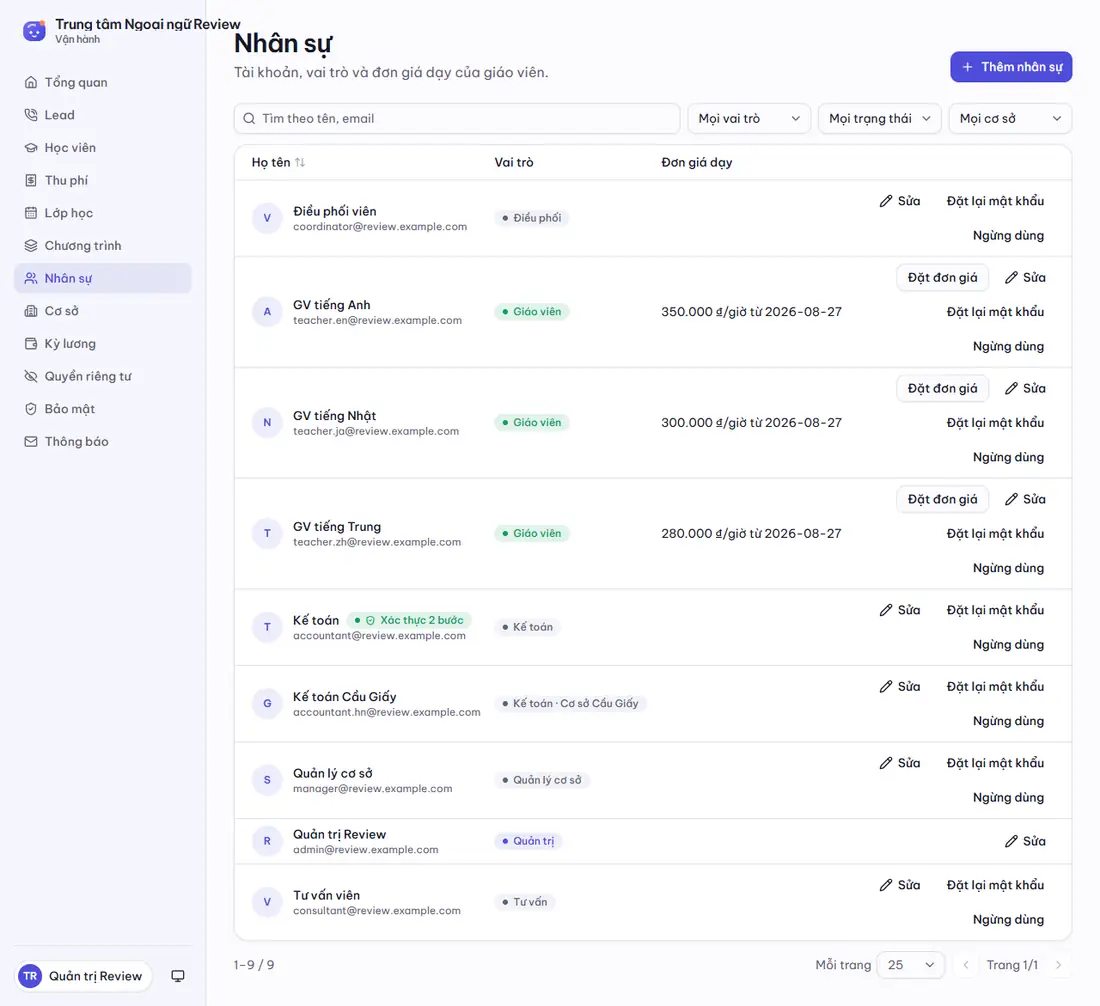 Trung tâm Ngoại ngữ Review
Vận hành
Tổng quan
Lead
Học viên
Thu phí
Lớp học
Chương trình
Nhân sự
Cơ sở
Kỳ lương
Quyền riêng tư
Bảo mật
Thông báo
TR Quản trị Review
Nhân sự
Tài khoản, vai trò và đơn giá dạy của giáo viên.
+ Thêm nhân sự
Tìm theo tên, email
Mọi vai trò
Mọi trạng thái
Mọi cơ sở
Họ tên Vai trò Đơn giá dạy
V Điều phối viên
coordinator@review.example.com
Điều phối
Sửa Đặt lại mật khẩu
Ngừng dùng
A GV tiếng Anh
teacher.en@review.example.com
Giáo viên
350.000 ₫/giờ từ 2026-08-27
Đặt đơn giá Sửa
Đặt lại mật khẩu
Ngừng dùng
N GV tiếng Nhật
teacher.ja@review.example.com
Giáo viên
300.000 ₫/giờ từ 2026-08-27
Đặt đơn giá Sửa
Đặt lại mật khẩu
Ngừng dùng
T GV tiếng Trung
teacher.zh@review.example.com
Giáo viên
280.000 ₫/giờ từ 2026-08-27
Đặt đơn giá Sửa
Đặt lại mật khẩu
Ngừng dùng
T Kế toán Xác thực 2 bước
accountant@review.example.com
Kế toán
Sửa Đặt lại mật khẩu
Ngừng dùng
G Kế toán Cầu Giấy
accountant.hn@review.example.com
Kế toán · Cơ sở Cầu Giấy
Sửa Đặt lại mật khẩu
Ngừng dùng
S Quản lý cơ sở
manager@review.example.com
Quản lý cơ sở
Sửa Đặt lại mật khẩu
Ngừng dùng
R Quản trị Review
admin@review.example.com
Quản trị
Sửa
V Tư vấn viên
consultant@review.example.com
Tư vấn
Sửa Đặt lại mật khẩu
Ngừng dùng
1–9 / 9
Mỗi trang 25
Trang 1/1